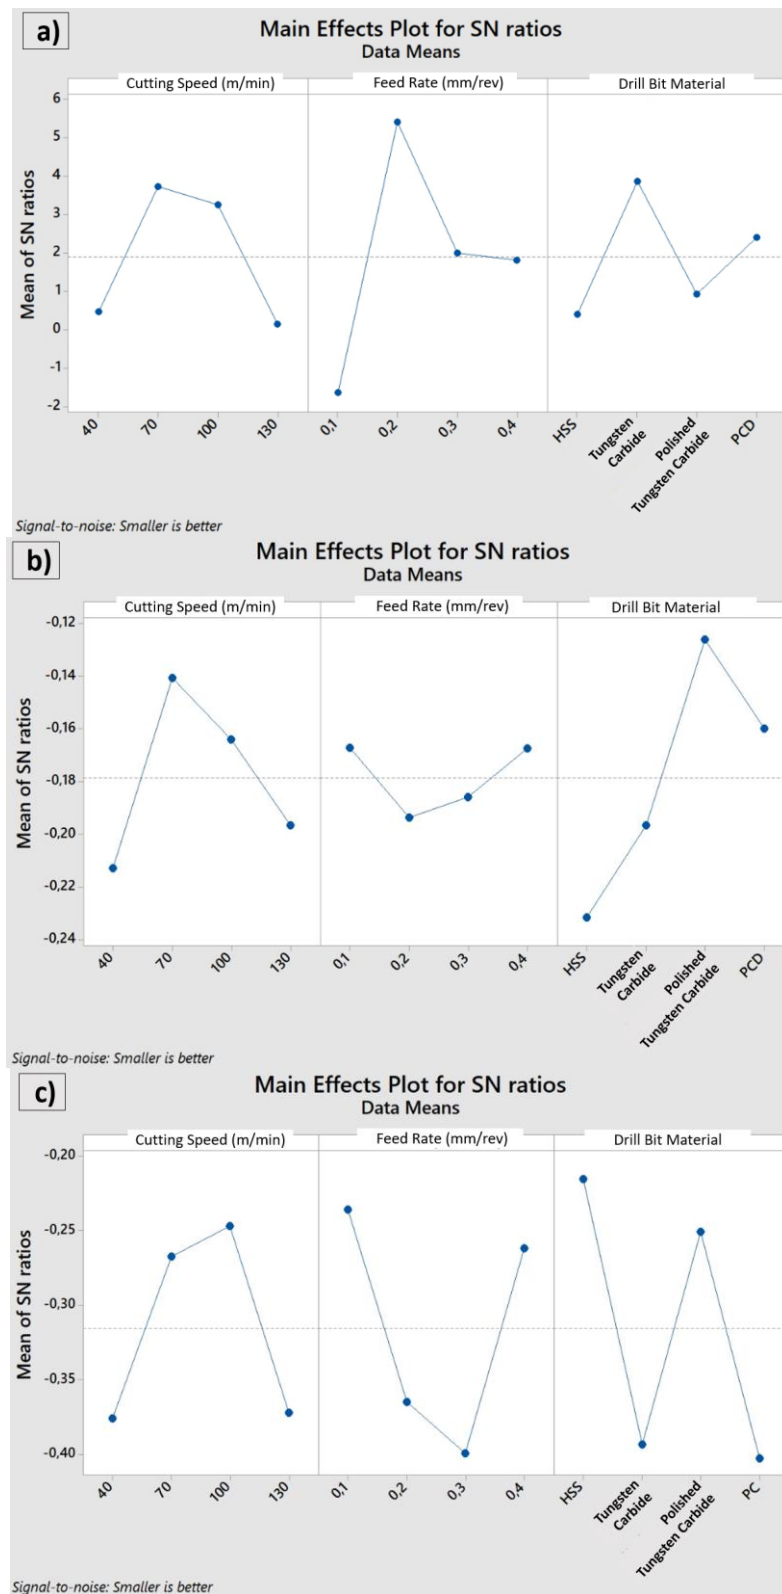 a)
Main Effects Plot for SN ratios
Data Means
Cutting Speed (m/min) Feed Rate (mm/rev) Drill Bit Material
Mean of SN ratios
6
5
4
3
2
1
0
-1
-2
40 70 100 130 0,1 0,2 0,3 0,4 HSS Tungsten Carbide Polished Tungsten Carbide PCD
Signal-to-noise: Smaller is better
b)
Main Effects Plot for SN ratios
Data Means
Cutting Speed (m/min) Feed Rate (mm/rev) Drill Bit Material
Mean of SN ratios
-0,12
-0,14
-0,16
-0,18
-0,20
-0,22
-0,24
40 70 100 130 0,1 0,2 0,3 0,4 HSS Tungsten Carbide Polished Tungsten Carbide PCD
Signal-to-noise: Smaller is better
c)
Main Effects Plot for SN ratios
Data Means
Cutting Speed (m/min) Feed Rate (mm/rev) Drill Bit Material
Mean of SN ratios
-0,20
-0,25
-0,30
-0,35
-0,40
40 70 100 130 0,1 0,2 0,3 0,4 HSS Tungsten Carbide Polished Tungsten Carbide PC
Signal-to-noise: Smaller is better